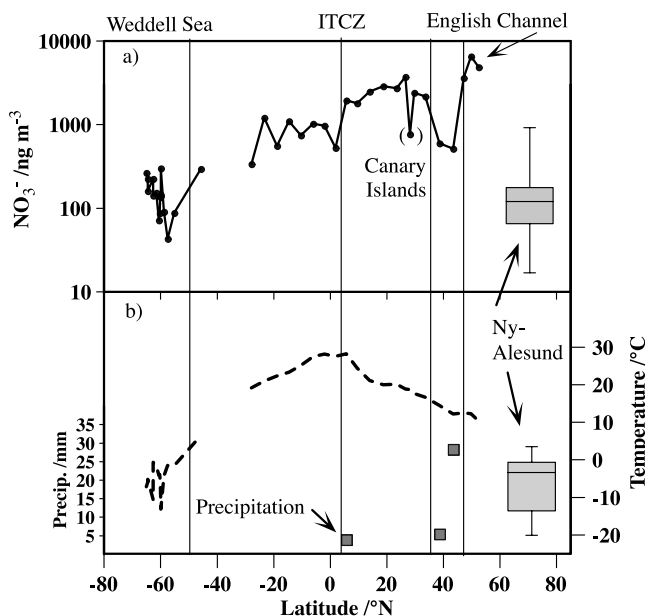 Weddell Sea
ITCZ
English Channel
10000
a)
1000
100
10
NO₃⁻ /ng m⁻³
( )
Canary
Islands
b)
Ny-
Alesund
30
20
10
0
-10
-20
Temperature /°C
35
30
25
20
15
10
5
Precip. /mm
Precipitation
-80 -60 -40 -20 0 20 40 60 80
Latitude /°N